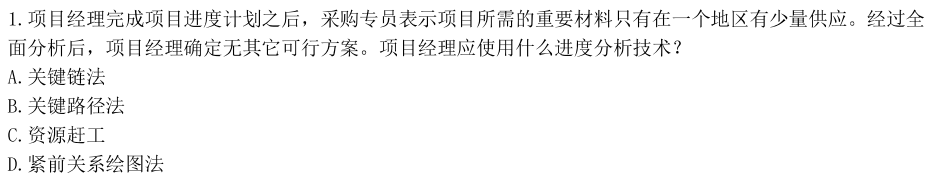 1.项目经理完成项目进度计划之后，采购专员表示项目所需的重要材料只有在一个地区有少量供应。经过全
面分析后，项目经理确定无其它可行方案。项目经理应使用什么进度分析技术？
A.关键链法
B.关键路径法
C.资源赶工
D.紧前关系绘图法